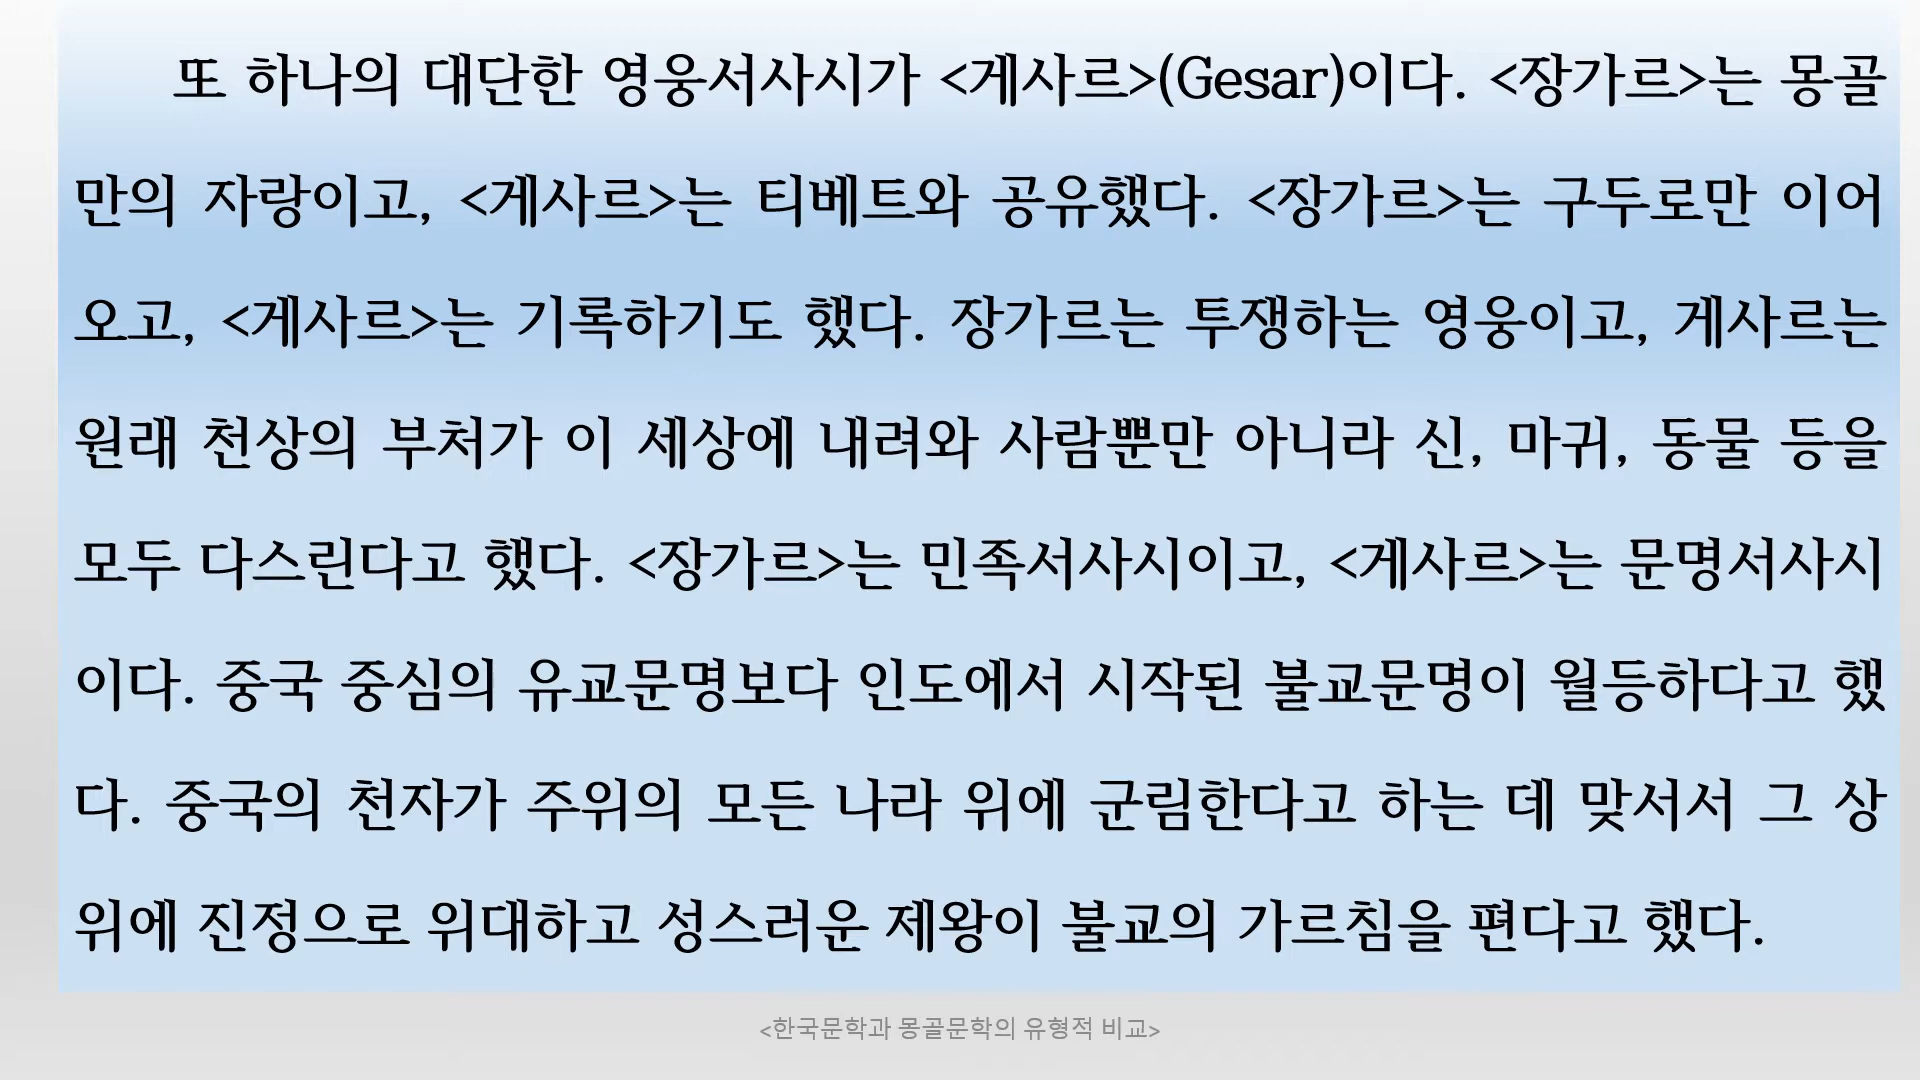 또 하나의 대단한 영웅서사시가 <게사르>(Gesar)이다. <장가르>는 몽골
만의 자랑이고, <게사르>는 티베트와 공유했다. <장가르>는 구두로만 이어
오고, <게사르>는 기록하기도 했다. 장가르는 투쟁하는 영웅이고, 게사르는
원래 천상의 부처가 이 세상에 내려와 사람뿐만 아니라 신, 마귀, 동물 등을
모두 다스린다고 했다. <장가르>는 민족서사시이고, <게사르>는 문명서사시
이다. 중국 중심의 유교문명보다 인도에서 시작된 불교문명이 월등하다고 했
다. 중국의 천자가 주위의 모든 나라 위에 군림한다고 하는 데 맞서서 그 상
위에 진정으로 위대하고 성스러운 제왕이 불교의 가르침을 편다고 했다.
<한국문학과 몽골문학의 유형적 비교>